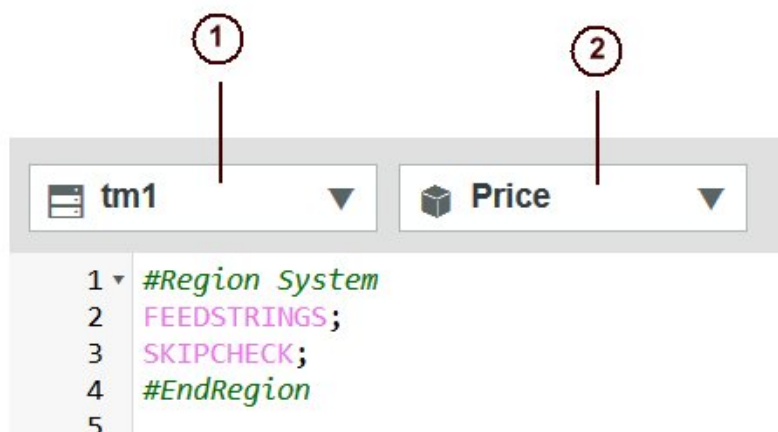 1 2
tm1 Price
1 #Region System
2 FEEDSTRINGS;
3 SKIPCHECK;
4 #EndRegion
5